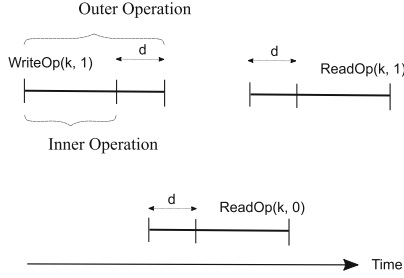 Outer Operation
d
d
WriteOp(k, 1)
ReadOp(k, 1)
Inner Operation
d
ReadOp(k, 0)
Time